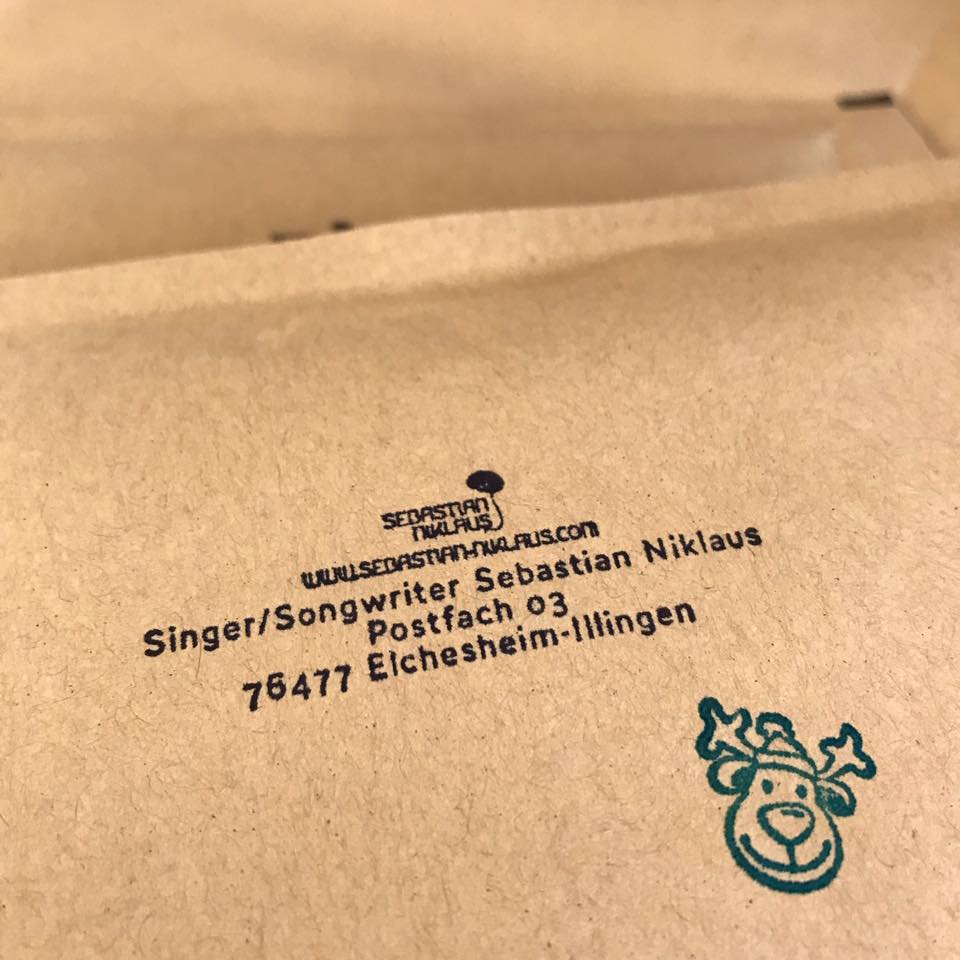 SEBASTIAN
NIKLAUS
WWW.SEBASTIAN-NIKLAUS.COM
Singer/Songwriter Sebastian Niklaus
Postfach 03
76477 Elchesheim-Illingen